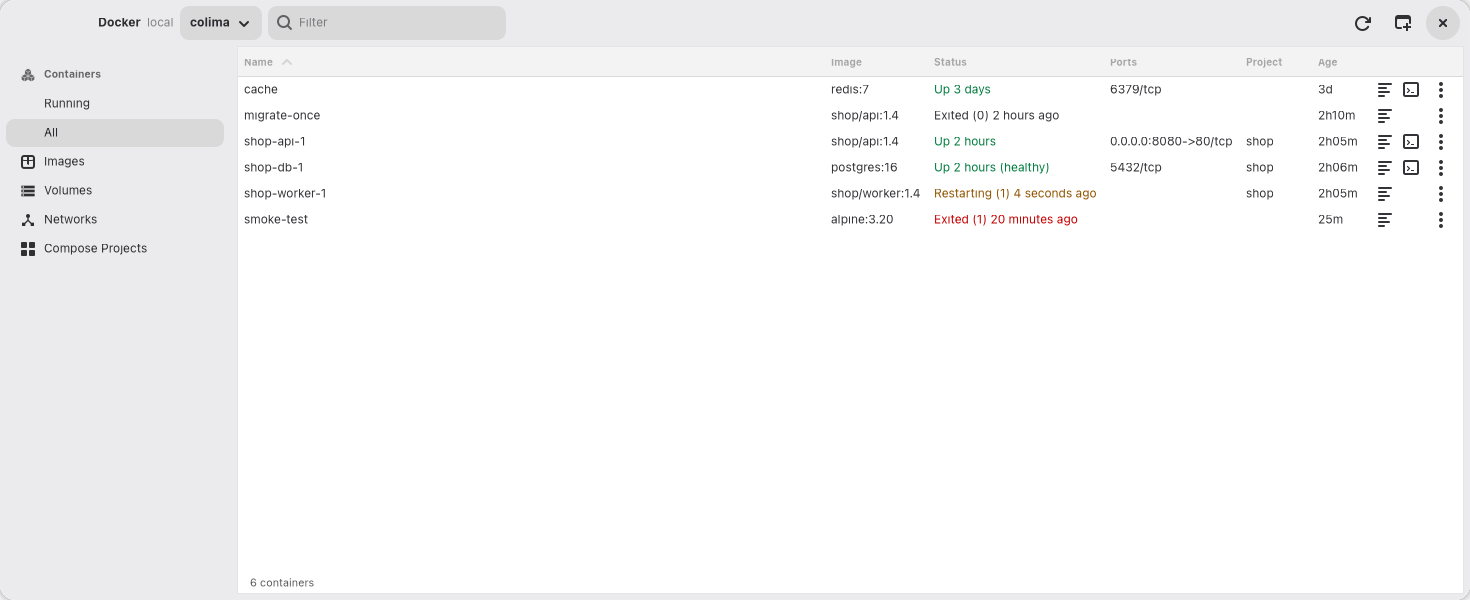 Docker local colima Filter
Containers
Running
All
Images
Volumes
Networks
Compose Projects
Name Image Status Ports Project Age
cache redis:7 Up 3 days 6379/tcp 3d
migrate-once shop/api:1.4 Exited (0) 2 hours ago 2h10m
shop-api-1 shop/api:1.4 Up 2 hours 0.0.0.0:8080->80/tcp shop 2h05m
shop-db-1 postgres:16 Up 2 hours (healthy) 5432/tcp shop 2h06m
shop-worker-1 shop/worker:1.4 Restarting (1) 4 seconds ago shop 2h05m
smoke-test alpine:3.20 Exited (1) 20 minutes ago 25m
6 containers